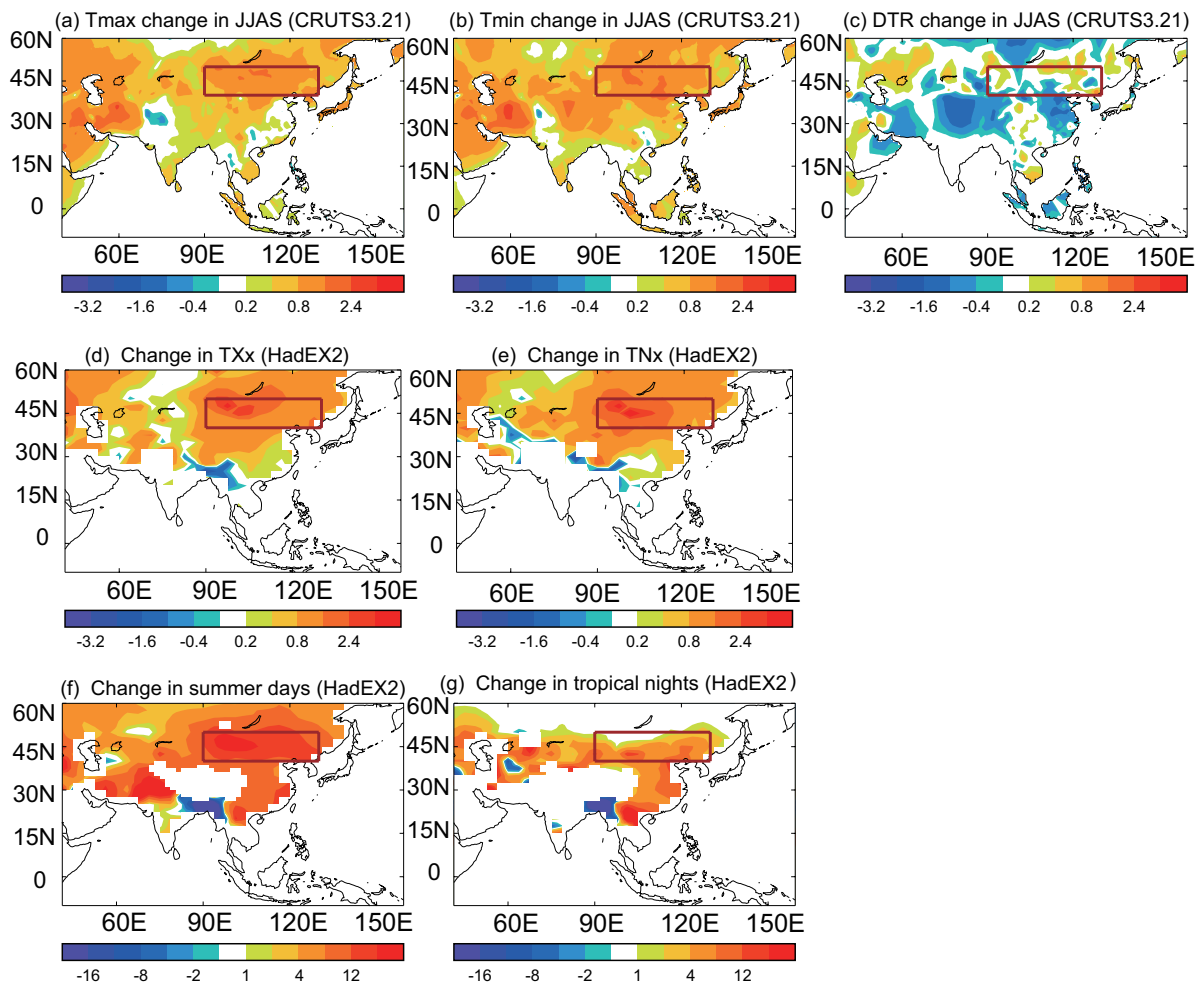 (a) Tmax change in JJAS (CRUTS3.21)
(b) Tmin change in JJAS (CRUTS3.21)
(c) DTR change in JJAS (CRUTS3.21)
60N
45N
30N
15N
0
60E 90E 120E 150E
-3.2 -1.6 -0.4 0.2 0.8 2.4
60N
45N
30N
15N
0
60E 90E 120E 150E
-3.2 -1.6 -0.4 0.2 0.8 2.4
60N
45N
30N
15N
0
60E 90E 120E 150E
-3.2 -1.6 -0.4 0.2 0.8 2.4
(d) Change in TXx (HadEX2)
(e) Change in TNx (HadEX2)
60N
45N
30N
15N
0
60E 90E 120E 150E
-3.2 -1.6 -0.4 0.2 0.8 2.4
60N
45N
30N
15N
0
60E 90E 120E 150E
-3.2 -1.6 -0.4 0.2 0.8 2.4
(f) Change in summer days (HadEX2)
(g) Change in tropical nights (HadEX2)
60N
45N
30N
15N
0
60E 90E 120E 150E
-16 -8 -2 1 4 12
60N
45N
30N
15N
0
60E 90E 120E 150E
-16 -8 -2 1 4 12